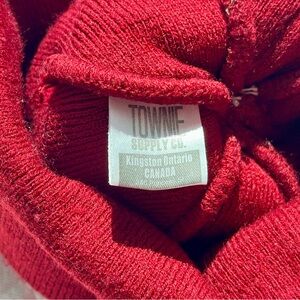 TOWNIE
SUPPLY CO.
Kingston Ontario
CANADA